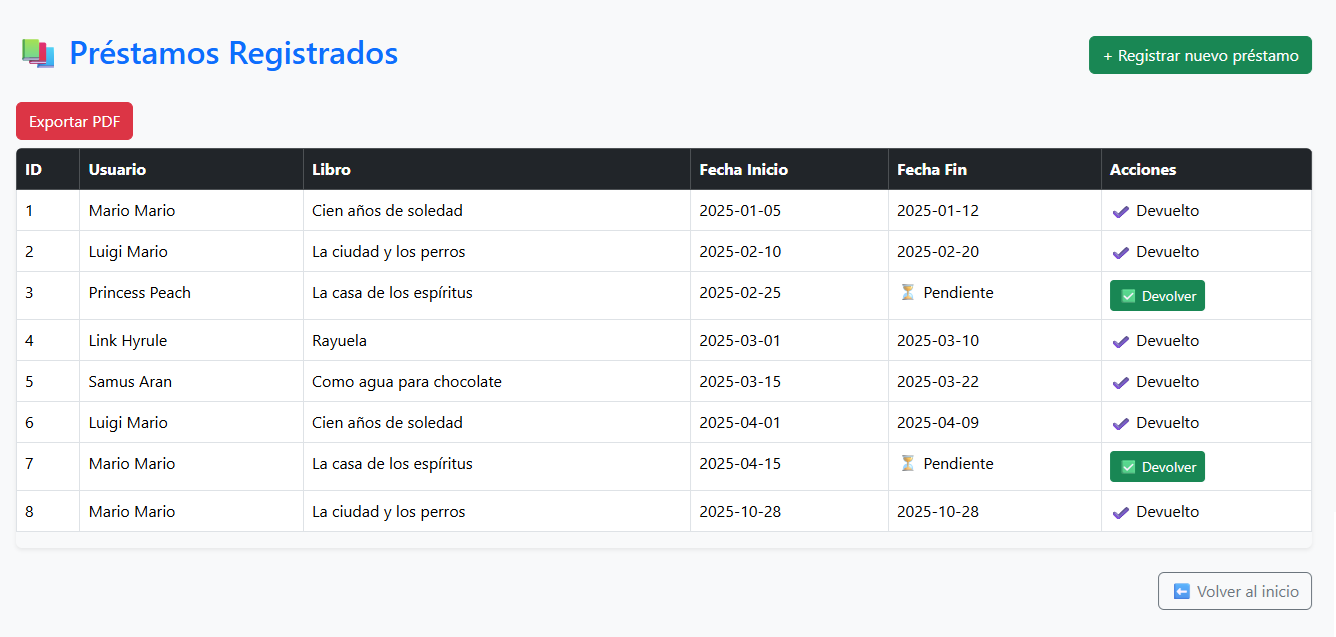 Préstamos Registrados
+ Registrar nuevo préstamo
Exportar PDF
ID Usuario Libro Fecha Inicio Fecha Fin Acciones
1 Mario Mario Cien años de soledad 2025-01-05 2025-01-12 Devuelto
2 Luigi Mario La ciudad y los perros 2025-02-10 2025-02-20 Devuelto
3 Princess Peach La casa de los espíritus 2025-02-25 Pendiente Devolver
4 Link Hyrule Rayuela 2025-03-01 2025-03-10 Devuelto
5 Samus Aran Como agua para chocolate 2025-03-15 2025-03-22 Devuelto
6 Luigi Mario Cien años de soledad 2025-04-01 2025-04-09 Devuelto
7 Mario Mario La casa de los espíritus 2025-04-15 Pendiente Devolver
8 Mario Mario La ciudad y los perros 2025-10-28 2025-10-28 Devuelto
Volver al inicio